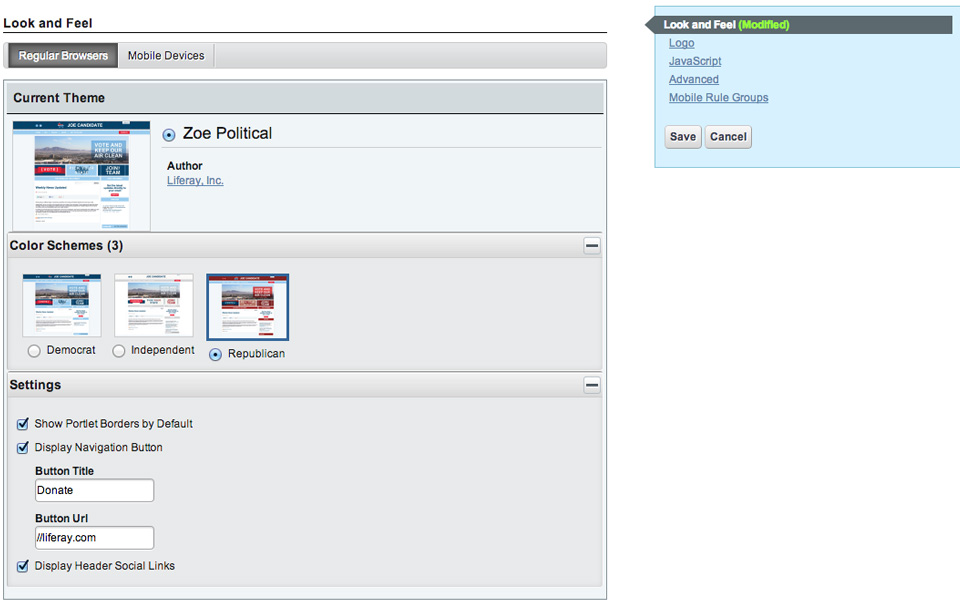 Look and Feel
Regular Browsers
Mobile Devices
Current Theme
JOE CANDIDATE
VOTE AND
KEEP OUR
AIR CLEAN
[VOTE]
JOIN
TEAM
Zoe Political
Author
Liferay, Inc.
Color Schemes (3)
Democrat
Independent
Republican
Settings
Show Portlet Borders by Default
Display Navigation Button
Button Title
Donate
Button Url
//liferay.com
Display Header Social Links
Look and Feel (Modified)
Logo
JavaScript
Advanced
Mobile Rule Groups
Save
Cancel